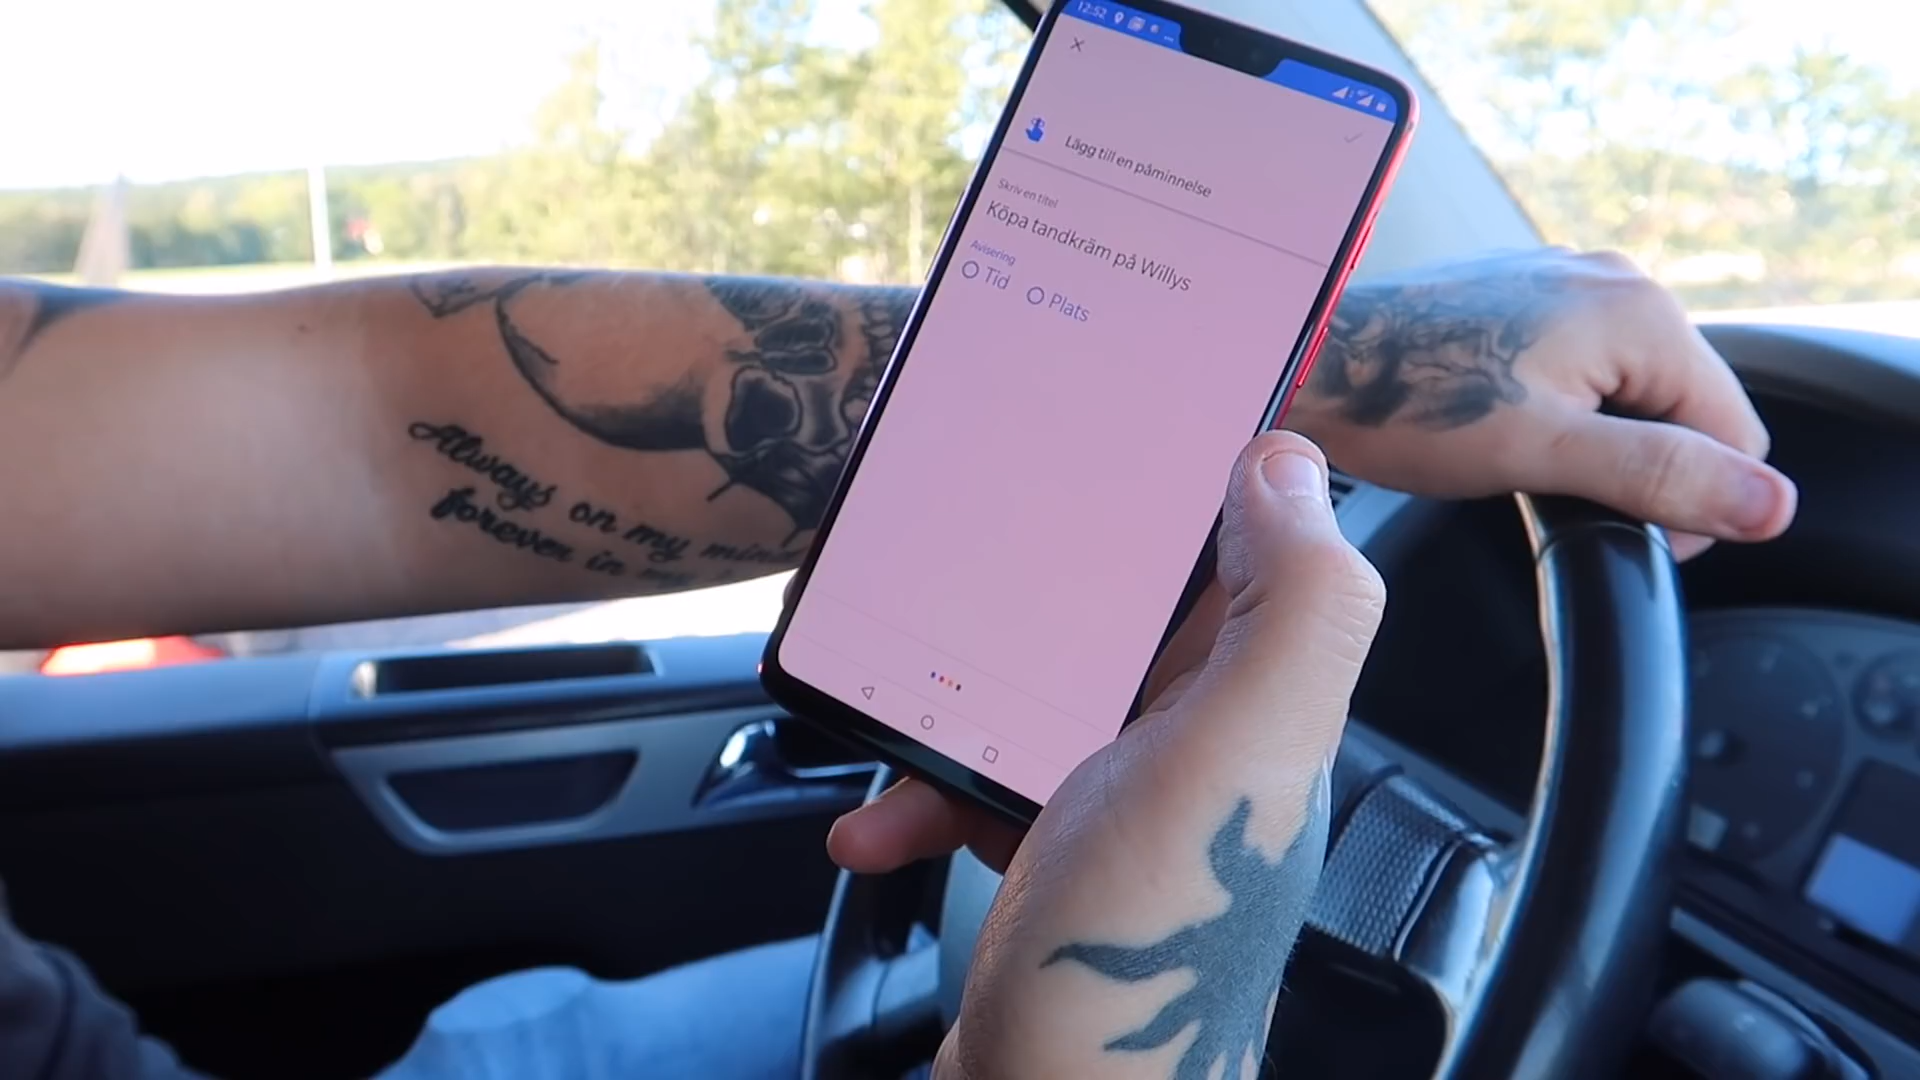 12:52
Lägg till en påminnelse
Skriv en titel
Köpa tandkräm på Willys
Avisering
Tid Plats
Always on my mind
forever in my